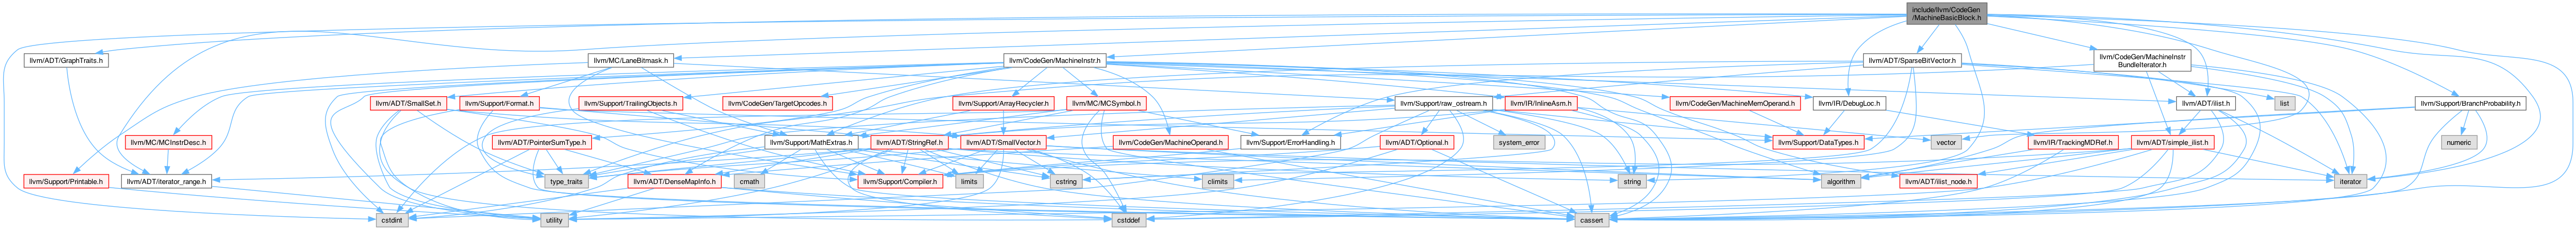 include/llvm/CodeGen
/MachineBasicBlock.h
llvm/ADT/GraphTraits.h
llvm/MC/LaneBitmask.h
llvm/CodeGen/MachineInstr.h
llvm/ADT/SparseBitVector.h
llvm/CodeGen/MachineInstr
BundleIterator.h
llvm/ADT/SmallSet.h
llvm/Support/Format.h
llvm/Support/TrailingObjects.h
llvm/CodeGen/TargetOpcodes.h
llvm/Support/ArrayRecycler.h
llvm/MC/MCSymbol.h
llvm/Support/raw_ostream.h
llvm/IR/InlineAsm.h
llvm/CodeGen/MachineMemOperand.h
llvm/IR/DebugLoc.h
llvm/ADT/ilist.h
list
llvm/Support/BranchProbability.h
llvm/MC/MCInstrDesc.h
llvm/ADT/PointerSumType.h
llvm/Support/MathExtras.h
llvm/ADT/StringRef.h
llvm/ADT/SmallVector.h
llvm/CodeGen/MachineOperand.h
llvm/Support/ErrorHandling.h
llvm/ADT/Optional.h
system_error
llvm/Support/DataTypes.h
vector
llvm/IR/TrackingMDRef.h
llvm/ADT/simple_ilist.h
numeric
llvm/Support/Printable.h
llvm/ADT/iterator_range.h
type_traits
llvm/ADT/DenseMapInfo.h
cmath
llvm/Support/Compiler.h
limits
cstring
climits
string
algorithm
llvm/ADT/ilist_node.h
iterator
cstdint
utility
cstddef
cassert